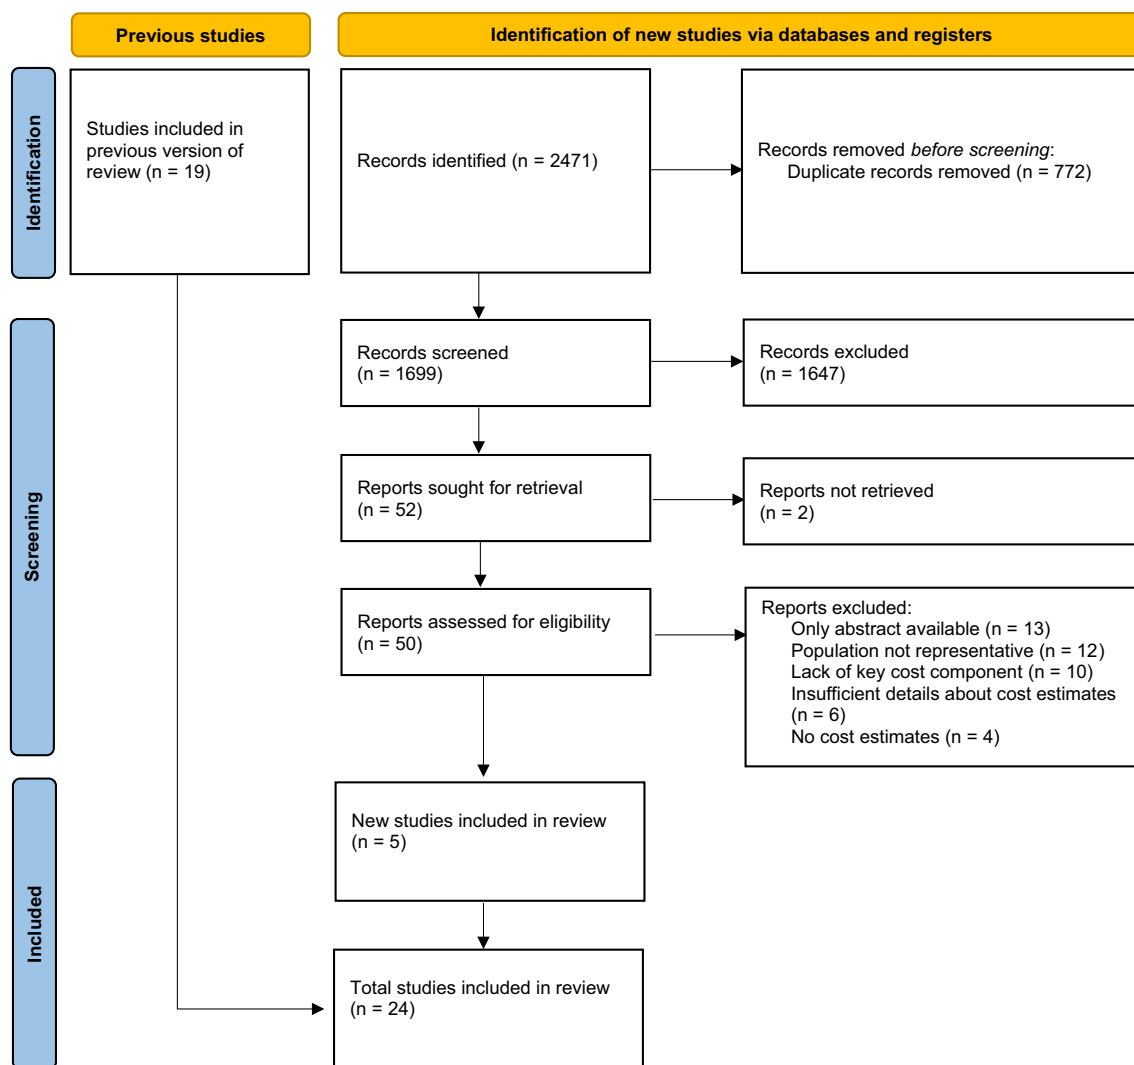 Previous studies
Identification of new studies via databases and registers
Identification
Studies included in
previous version of
review (n = 19)
Records identified (n = 2471)
Records removed before screening:
Duplicate records removed (n = 772)
Screening
Records screened
(n = 1699)
Records excluded
(n = 1647)
Reports sought for retrieval
(n = 52)
Reports not retrieved
(n = 2)
Reports assessed for eligibility
(n = 50)
Reports excluded:
Only abstract available (n = 13)
Population not representative (n = 12)
Lack of key cost component (n = 10)
Insufficient details about cost estimates
(n = 6)
No cost estimates (n = 4)
Included
New studies included in review
(n = 5)
Total studies included in review
(n = 24)